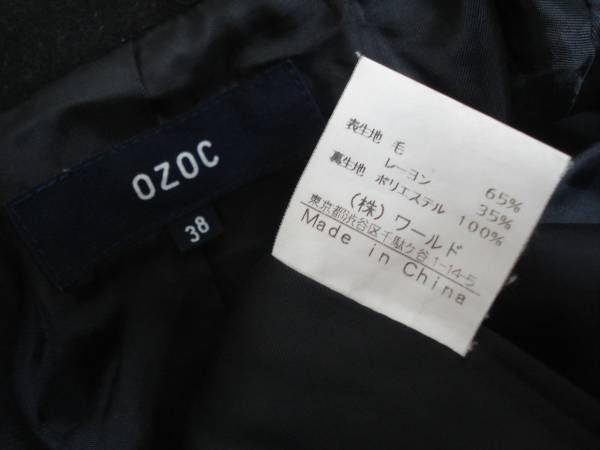 OZOC
38
表生地 毛 65%
レーヨン 35%
裏生地 ポリエステル 100%
(株)ワールド
東京都渋谷区千駄ケ谷1-14-5
Made in China